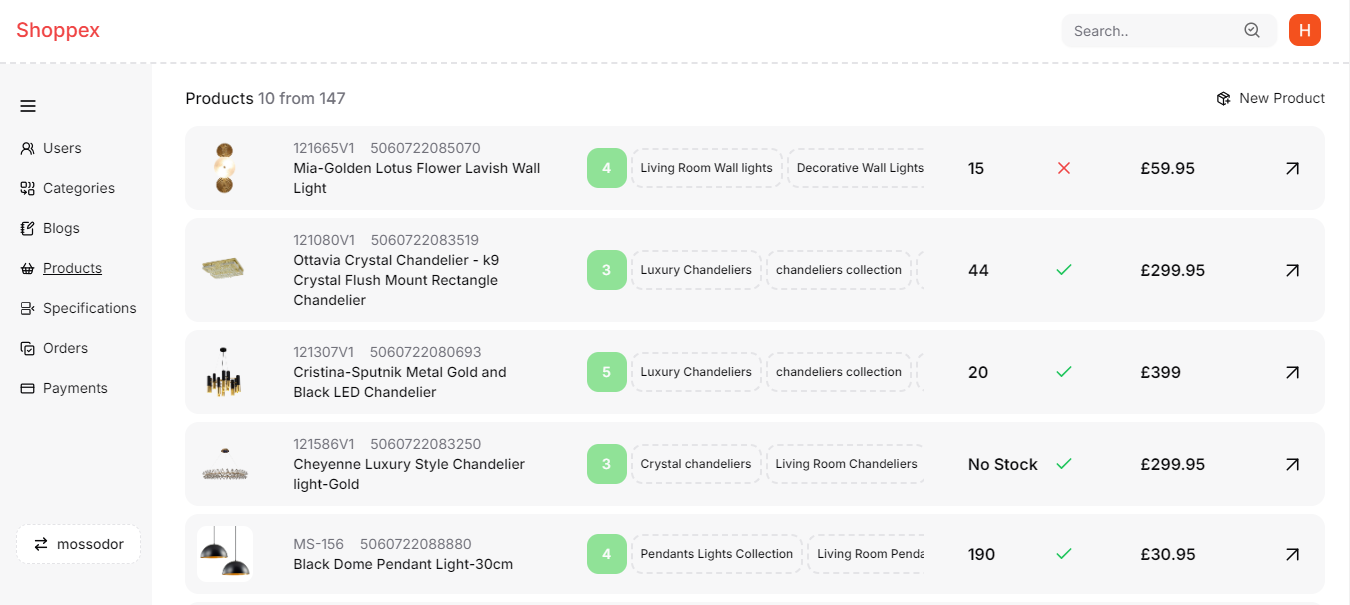 Shoppex
Search..
H
Products 10 from 147
New Product
Users
Categories
Blogs
Products
Specifications
Orders
Payments
mossodor
121665V1 5060722085070
Mia-Golden Lotus Flower Lavish Wall
Light
4 Living Room Wall lights Decorative Wall Lights
15
£59.95
121080V1 5060722083519
Ottavia Crystal Chandelier - k9
Crystal Flush Mount Rectangle
Chandelier
3 Luxury Chandeliers chandeliers collection
44
£299.95
121307V1 5060722080693
Cristina-Sputnik Metal Gold and
Black LED Chandelier
5 Luxury Chandeliers chandeliers collection
20
£399
121586V1 5060722083250
Cheyenne Luxury Style Chandelier
light-Gold
3 Crystal chandeliers Living Room Chandeliers
No Stock
£299.95
MS-156 5060722088880
Black Dome Pendant Light-30cm
4 Pendants Lights Collection Living Room Penda
190
£30.95